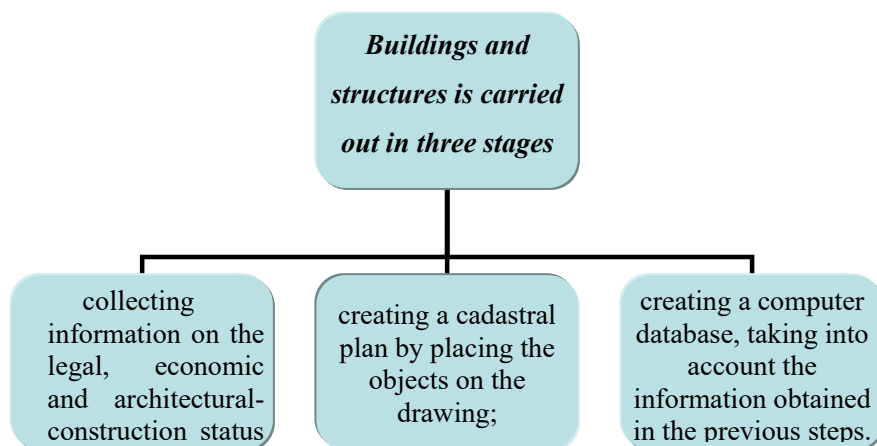 Buildings and
structures is carried
out in three stages
collecting
information on the
legal, economic
and architectural-
construction status
creating a cadastral
plan by placing the
objects on the
drawing;
creating a computer
database, taking into
account the
information obtained
in the previous steps.